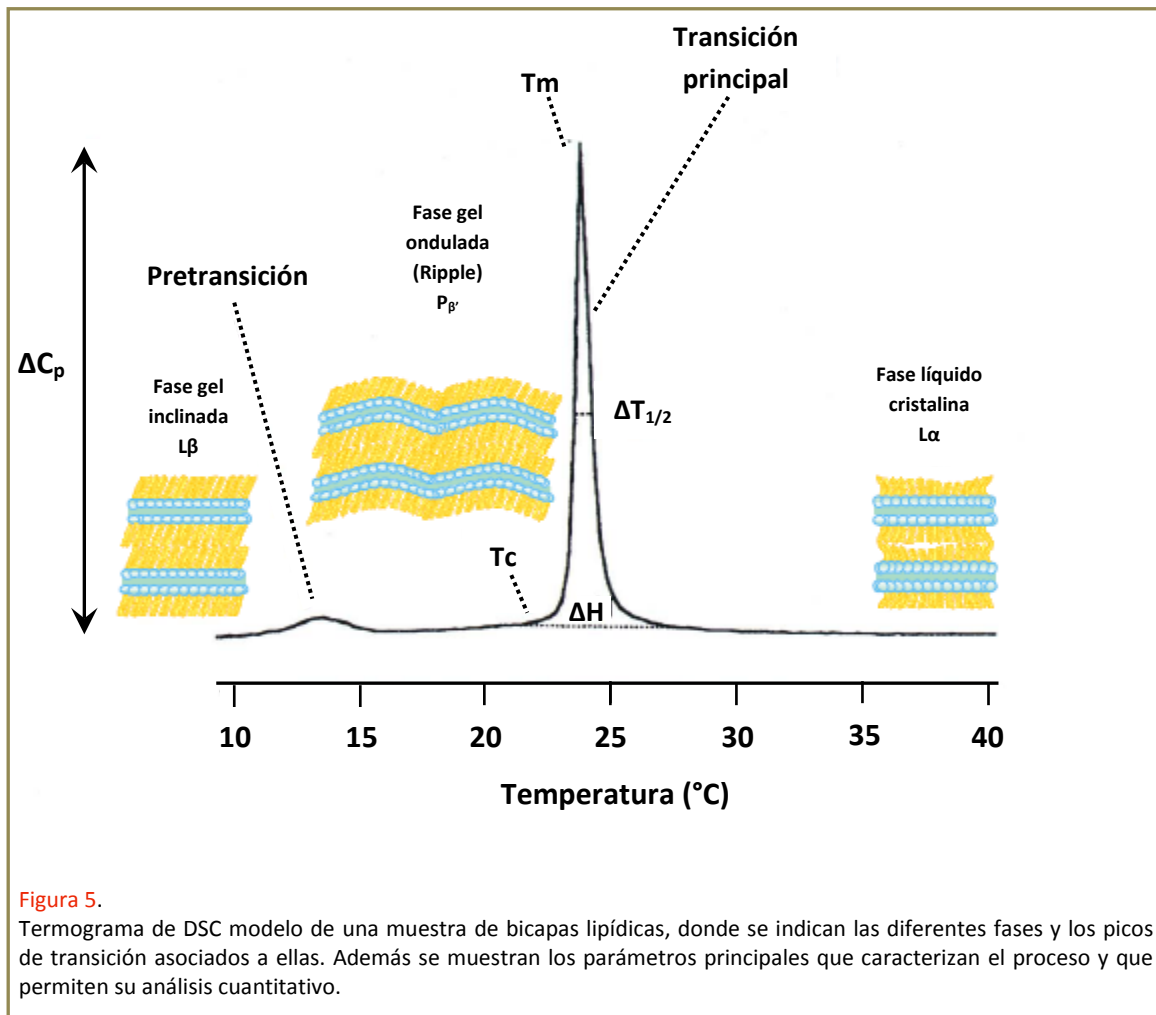 Transición
principal
Tm
Fase gel
ondulada
(Ripple)
Pβ′
Pretransición
ΔCp
Fase gel
inclinada
Lβ
Fase líquido
cristalina
Lα
ΔT1/2
Tc
ΔH
10 15 20 25 30 35 40
Temperatura (°C)
Figura 5.
Termograma de DSC modelo de una muestra de bicapas lipídicas, donde se indican las diferentes fases y los picos
de transición asociados a ellas. Además se muestran los parámetros principales que caracterizan el proceso y que
permiten su análisis cuantitativo.